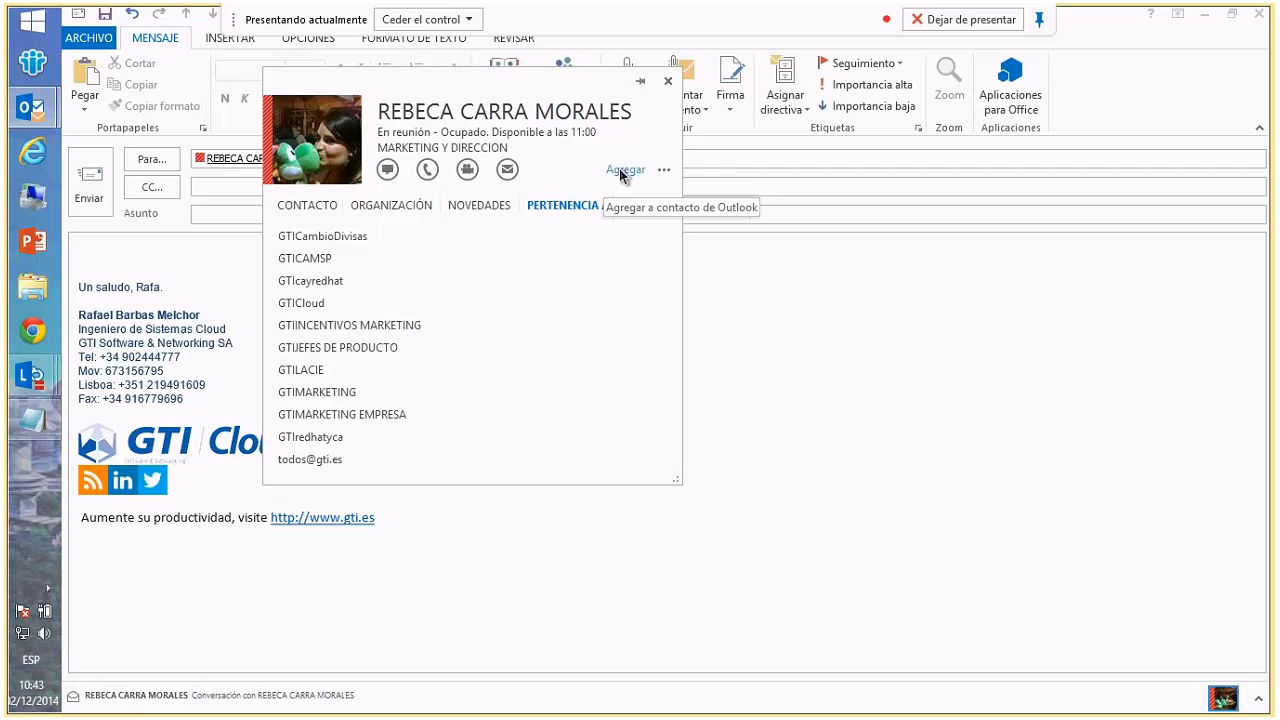 Presentando actualmente
Ceder el control
Dejar de presentar
?
ARCHIVO
MENSAJE
INSERTAR
OPCIONES
FORMATO DE TEXTO
REVISAR
Pegar
Cortar
Copiar
Copiar formato
Portapapeles
N K
Firma
Asignar
directiva
Seguimiento
Importancia alta
Importancia baja
Etiquetas
Zoom
Zoom
Aplicaciones
para Office
Aplicaciones
Enviar
Para...
CC...
Asunto
REBECA CARRA MORALES
En reunión - Ocupado. Disponible a las 11:00
MARKETING Y DIRECCION
Agregar
Agregar a contacto de Outlook
CONTACTO
ORGANIZACIÓN
NOVEDADES
PERTENENCIA
GTICambioDivisas
GTICAMSP
GTIcayredhat
GTICloud
GTIINCENTIVOS MARKETING
GTIJEFES DE PRODUCTO
GTILACIE
GTIMARKETING
GTIMARKETING EMPRESA
GTIredhatyca
todos@gti.es
Un saludo, Rafa.
Rafael Barbas Melchor
Ingeniero de Sistemas Cloud
GTI Software & Networking SA
Tel: +34 902444777
Mov: 673156795
Lisboa: +351 219491609
Fax: +34 916779696
GTI Clo
Aumente su productividad, visite http://www.gti.es
ESP
10:43
02/12/2014
REBECA CARRA MORALES Conversación con REBECA CARRA MORALES